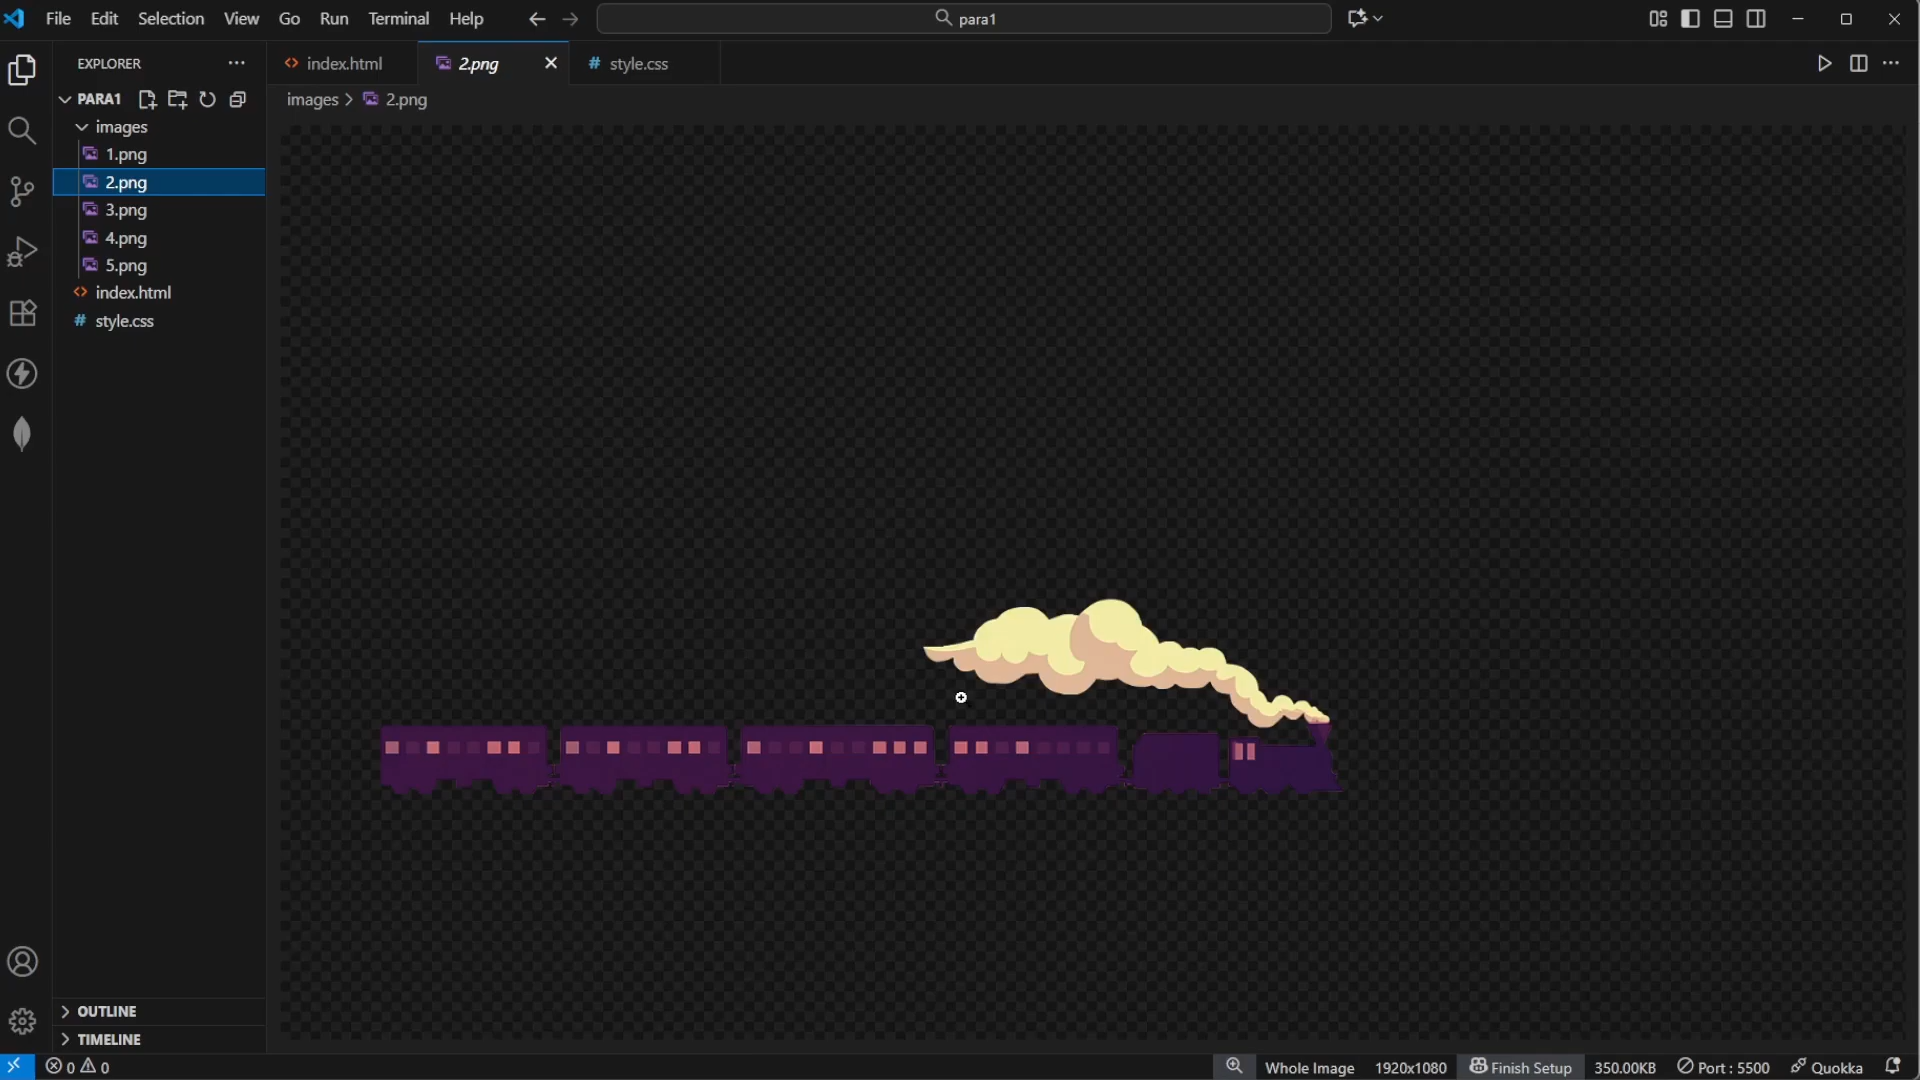 File Edit Selection View Go Run Terminal Help para1
EXPLORER
index.html 2.png style.css
PARA1
images 2.png
images
1.png
2.png
3.png
4.png
5.png
index.html
style.css
OUTLINE
TIMELINE
0 0 Whole Image 1920x1080 Finish Setup 350.00KB Port : 5500 Quokka